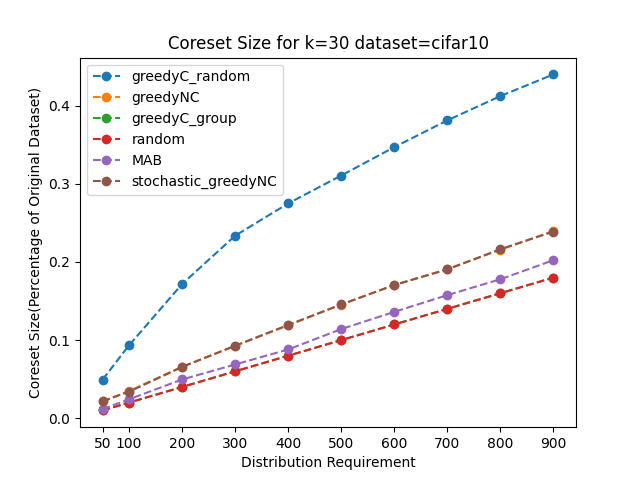 Coreset Size for k=30 dataset=cifar10
greedyC_random
greedyNC
greedyC_group
random
MAB
stochastic_greedyNC
Coreset Size(Percentage of Original Dataset)
0.4
0.3
0.2
0.1
0.0
50 100 200 300 400 500 600 700 800 900
Distribution Requirement